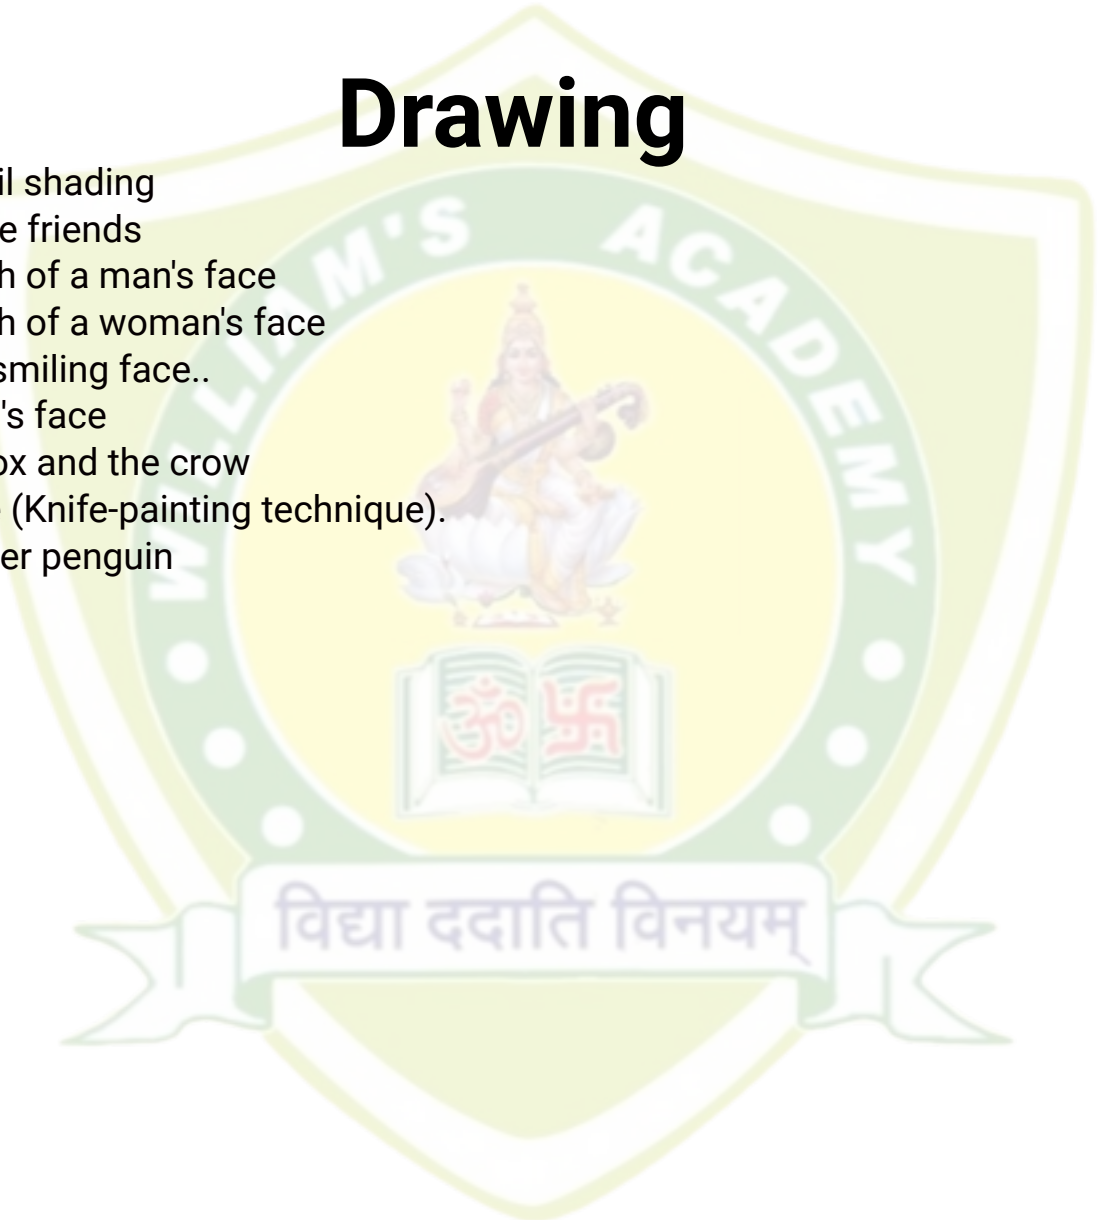 Drawing
il shading
e friends
h of a man's face
h of a woman's face
smiling face..
's face
ox and the crow
(Knife-painting technique).
er penguin
WILLIAM'S ACADEMY
ॐ 卐
विद्या ददाति विनयम्